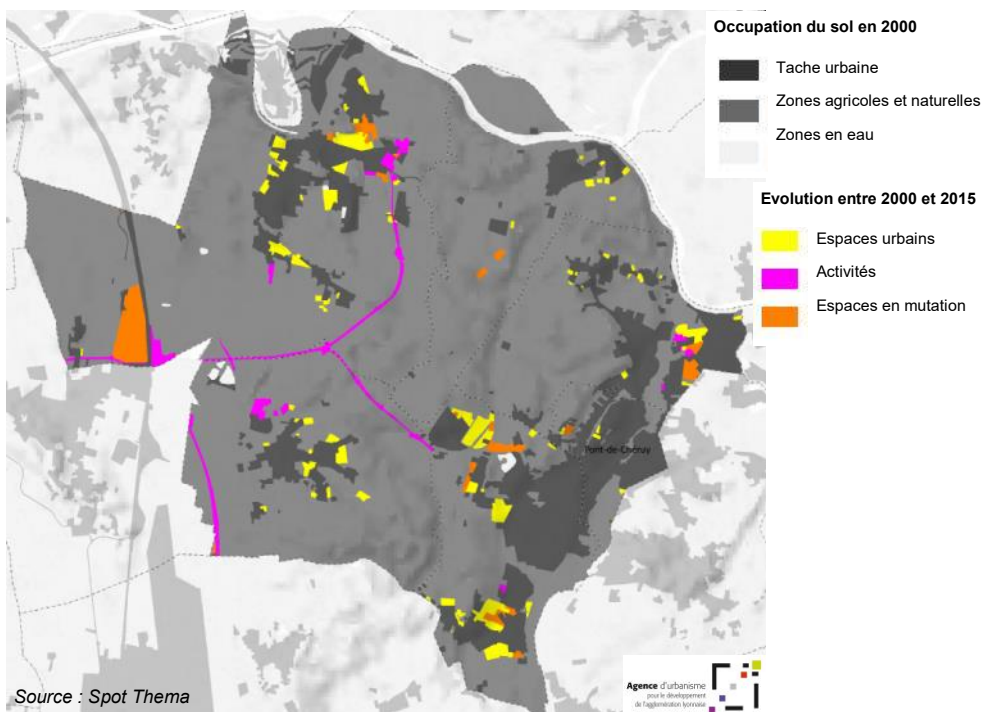 Occupation du sol en 2000
Tache urbaine
Zones agricoles et naturelles
Zones en eau
Evolution entre 2000 et 2015
Espaces urbains
Activités
Espaces en mutation
Pont-de-Chéruy
Source : Spot Thema
Agence d'urbanisme
pour le développement
de l'agglomération lyonnaise